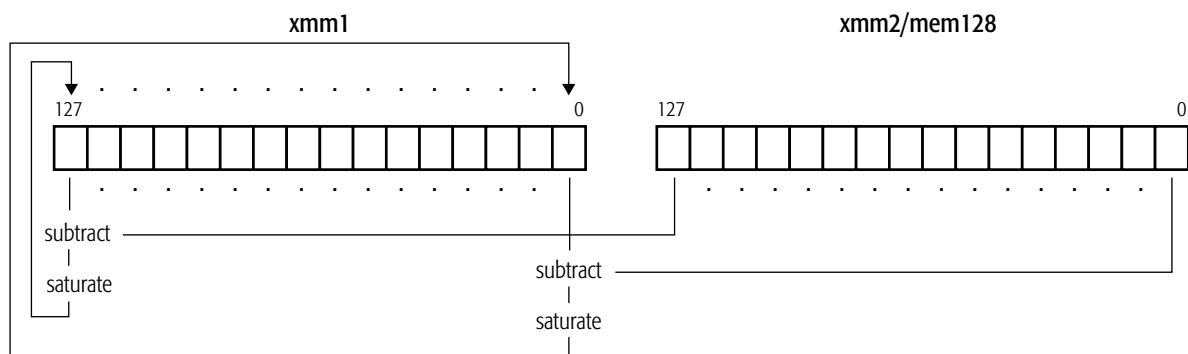 xmm1
xmm2/mem128
127
0
127
0
subtract
saturate
subtract
saturate